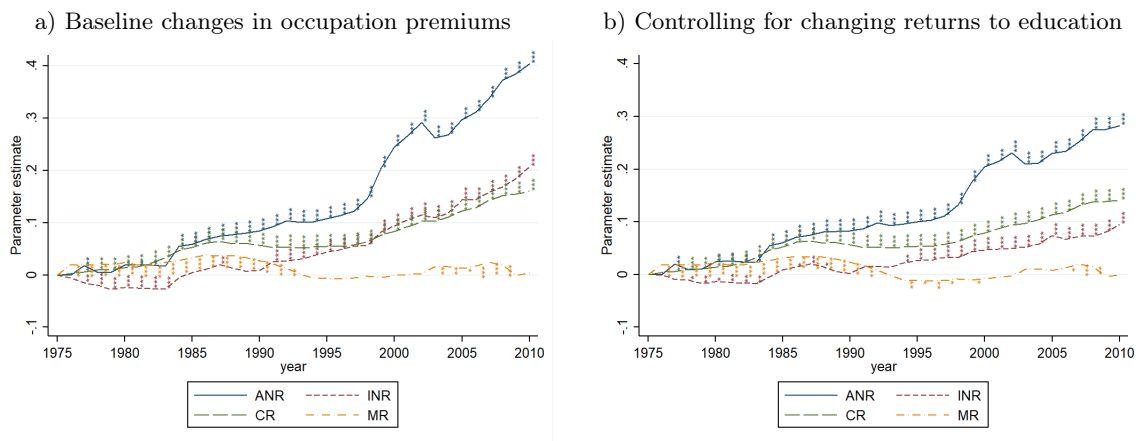 a) Baseline changes in occupation premiums
Parameter estimate
.4
.3
.2
.1
0
-.1
1975 1980 1985 1990 1995 2000 2005 2010
year
ANR INR
CR MR
b) Controlling for changing returns to education
Parameter estimate
.4
.3
.2
.1
0
-.1
1975 1980 1985 1990 1995 2000 2005 2010
year
ANR INR
CR MR